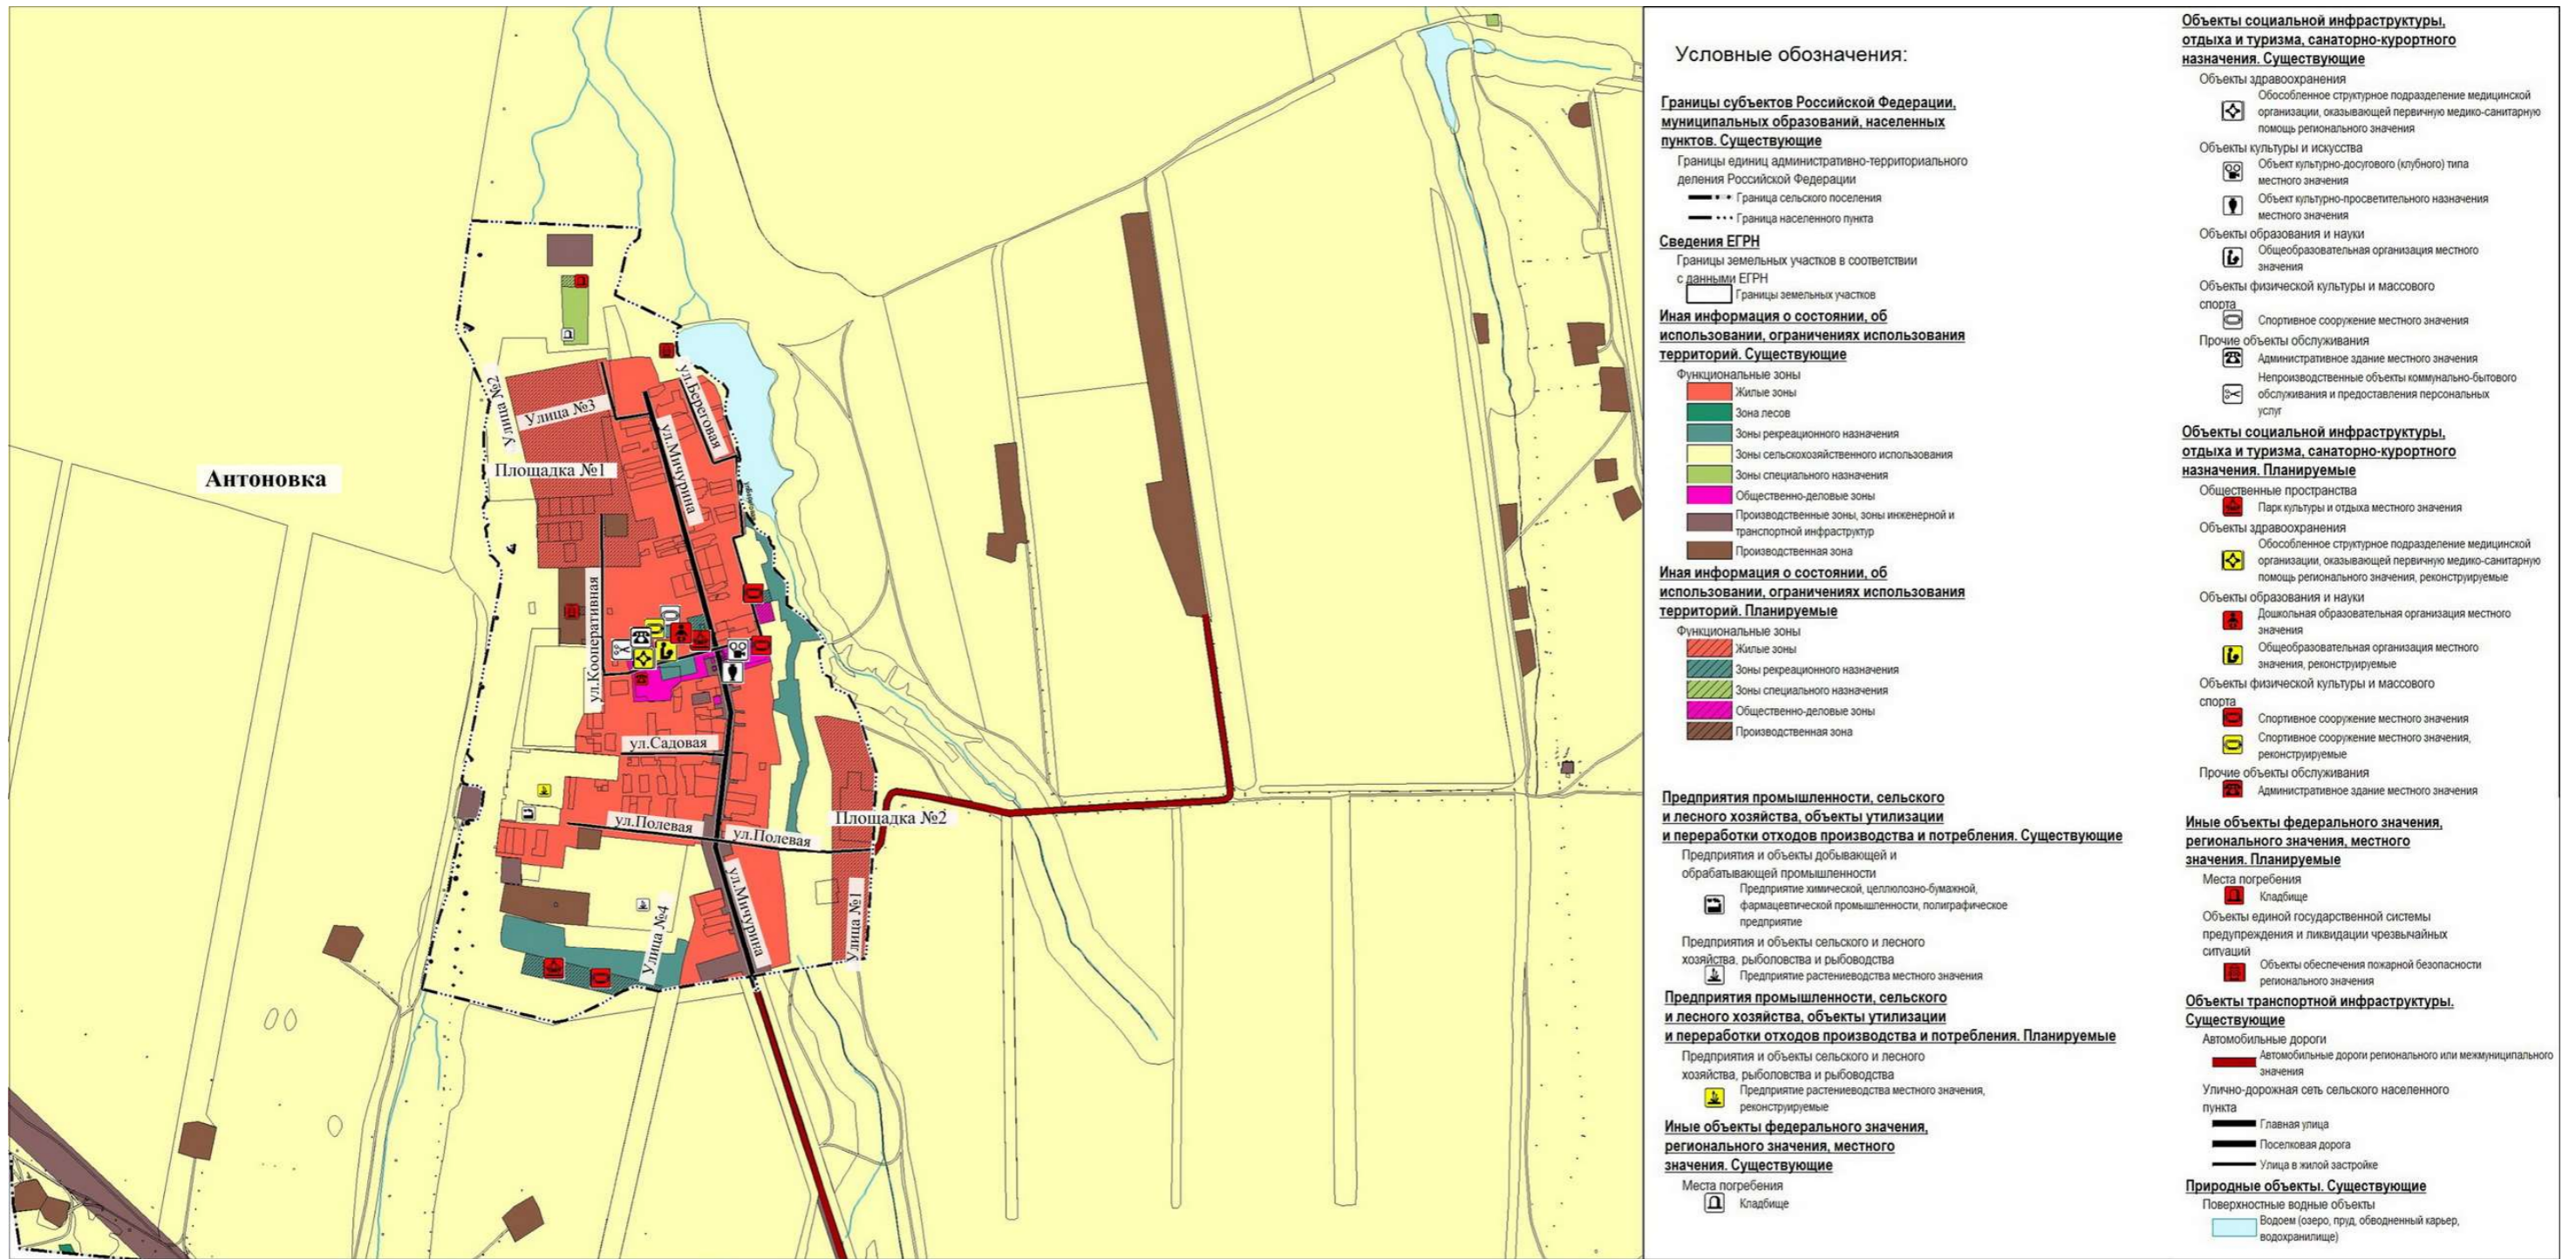 Улица №2
Улица №3
ул.Береговая
ул.Мичурина
Площадка №1
Антоновка
ул.Кооперативная
ул.Садовая
ул.Полевая
ул.Полевая
Площадка №2
ул.Мичурина
Улица №4
Улица №1
Условные обозначения:
Границы субъектов Российской Федерации,
муниципальных образований, населенных
пунктов. Существующие
Границы единиц административно-территориального
деления Российской Федерации
Граница сельского поселения
Граница населенного пункта
Сведения ЕГРН
Границы земельных участков в соответствии
с данными ЕГРН
Границы земельных участков
Иная информация о состоянии, об
использовании, ограничениях использования
территорий. Существующие
Функциональные зоны
Жилые зоны
Зона лесов
Зоны рекреационного назначения
Зоны сельскохозяйственного использования
Зоны специального назначения
Общественно-деловые зоны
Производственные зоны, зоны инженерной и
транспортной инфраструктур
Производственная зона
Иная информация о состоянии, об
использовании, ограничениях использования
территорий. Планируемые
Функциональные зоны
Жилые зоны
Зоны рекреационного назначения
Зоны специального назначения
Общественно-деловые зоны
Производственная зона
Предприятия промышленности, сельского
и лесного хозяйства, объекты утилизации
и переработки отходов производства и потребления. Существующие
Предприятия и объекты добывающей и
обрабатывающей промышленности
Предприятие химической, целлюлозно-бумажной,
фармацевтической промышленности, полиграфическое
предприятие
Предприятия и объекты сельского и лесного
хозяйства, рыболовства и рыбоводства
Предприятие растениеводства местного значения
Предприятия промышленности, сельского
и лесного хозяйства, объекты утилизации
и переработки отходов производства и потребления. Планируемые
Предприятия и объекты сельского и лесного
хозяйства, рыболовства и рыбоводства
Предприятие растениеводства местного значения,
реконструируемые
Иные объекты федерального значения,
регионального значения, местного
значения. Существующие
Места погребения
Кладбище
Объекты социальной инфраструктуры,
отдыха и туризма, санаторно-курортного
назначения. Существующие
Объекты здравоохранения
Обособленное структурное подразделение медицинской
организации, оказывающей первичную медико-санитарную
помощь регионального значения
Объекты культуры и искусства
Объект культурно-досугового (клубного) типа
местного значения
Объект культурно-просветительного назначения
местного значения
Объекты образования и науки
Общеобразовательная организация местного
значения
Объекты физической культуры и массового
спорта
Спортивное сооружение местного значения
Прочие объекты обслуживания
Административное здание местного значения
Непроизводственные объекты коммунально-бытового
обслуживания и предоставления персональных
услуг
Объекты социальной инфраструктуры,
отдыха и туризма, санаторно-курортного
назначения. Планируемые
Общественные пространства
Парк культуры и отдыха местного значения
Объекты здравоохранения
Обособленное структурное подразделение медицинской
организации, оказывающей первичную медико-санитарную
помощь регионального значения, реконструируемые
Объекты образования и науки
Дошкольная образовательная организация местного
значения
Общеобразовательная организация местного
значения, реконструируемые
Объекты физической культуры и массового
спорта
Спортивное сооружение местного значения
Спортивное сооружение местного значения,
реконструируемые
Прочие объекты обслуживания
Административное здание местного значения
Иные объекты федерального значения,
регионального значения, местного
значения. Планируемые
Места погребения
Кладбище
Объекты единой государственной системы
предупреждения и ликвидации чрезвычайных
ситуаций
Объекты обеспечения пожарной безопасности
регионального значения
Объекты транспортной инфраструктуры.
Существующие
Автомобильные дороги
Автомобильные дороги регионального или межмуниципального
значения
Улично-дорожная сеть сельского населенного
пункта
Главная улица
Поселковая дорога
Улица в жилой застройке
Природные объекты. Существующие
Поверхностные водные объекты
Водоем (озеро, пруд, обводненный карьер,
водохранилище)